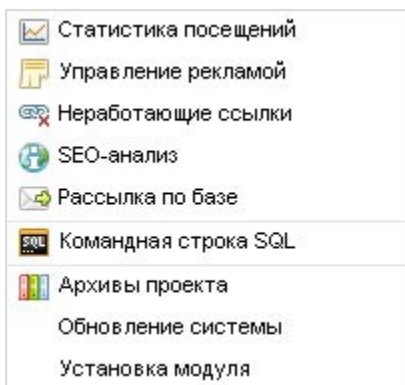 Статистика посещений
Управление рекламой
Неработающие ссылки
SEO-анализ
Рассылка по базе
SQL Командная строка SQL
Архивы проекта
Обновление системы
Установка модуля